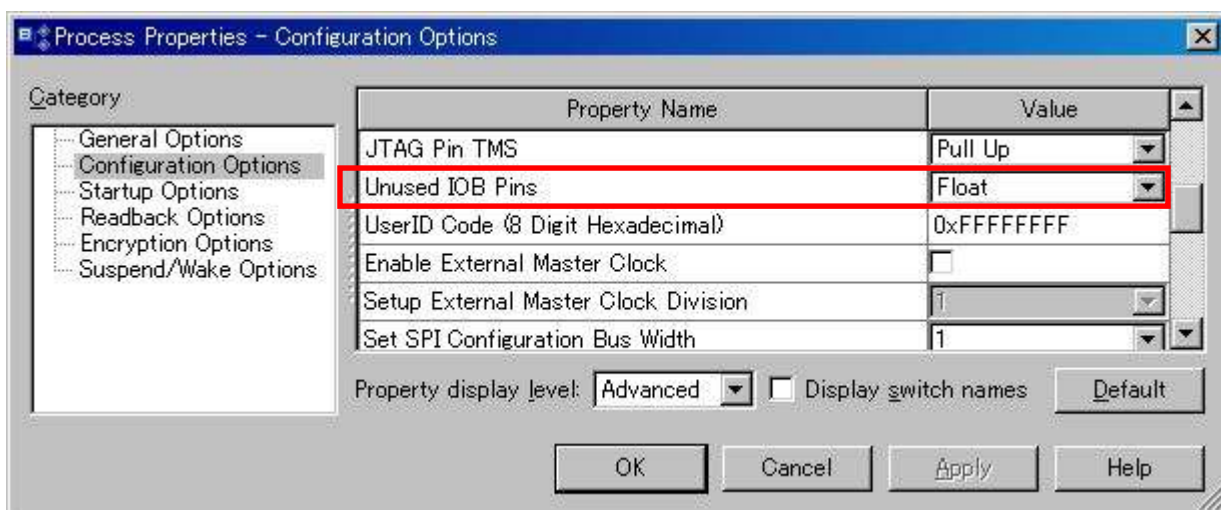 Process Properties - Configuration Options
Category
General Options
Configuration Options
Startup Options
Readback Options
Encryption Options
Suspend/Wake Options
Property Name Value
JTAG Pin TMS Pull Up
Unused IOB Pins Float
UserID Code (8 Digit Hexadecimal) 0xFFFFFFFF
Enable External Master Clock
Setup External Master Clock Division 1
Set SPI Configuration Bus Width 1
Property display level: Advanced Display switch names Default
OK Cancel Apply Help